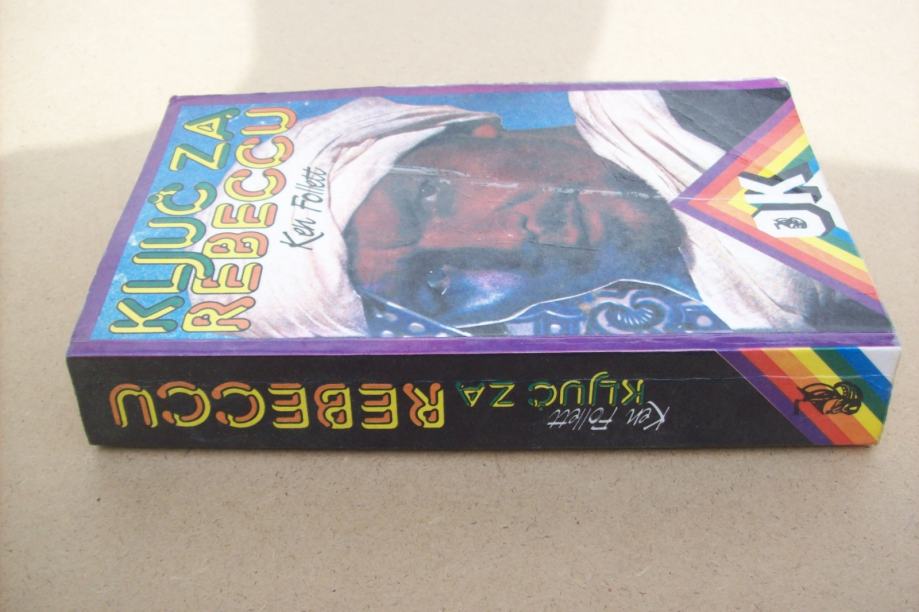 KLJUČ ZA
REBECCU
Ken Follett
OK
Ken Follett
KLJUČ ZA
REBECCU